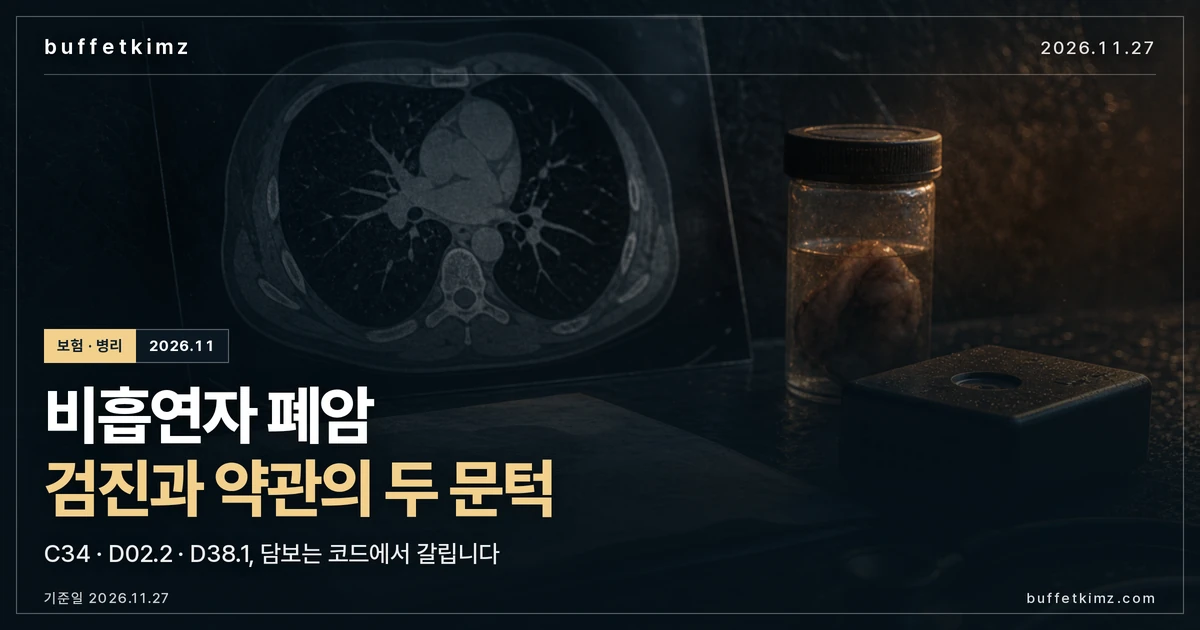 buffetkimz
2026.11.27
보험 · 병리
2026.11
비흡연자 폐암
검진과 약관의 두 문턱
C34 · D02.2 · D38.1, 담보는 코드에서 갈립니다
기준일 2026.11.27
buffetkimz.com